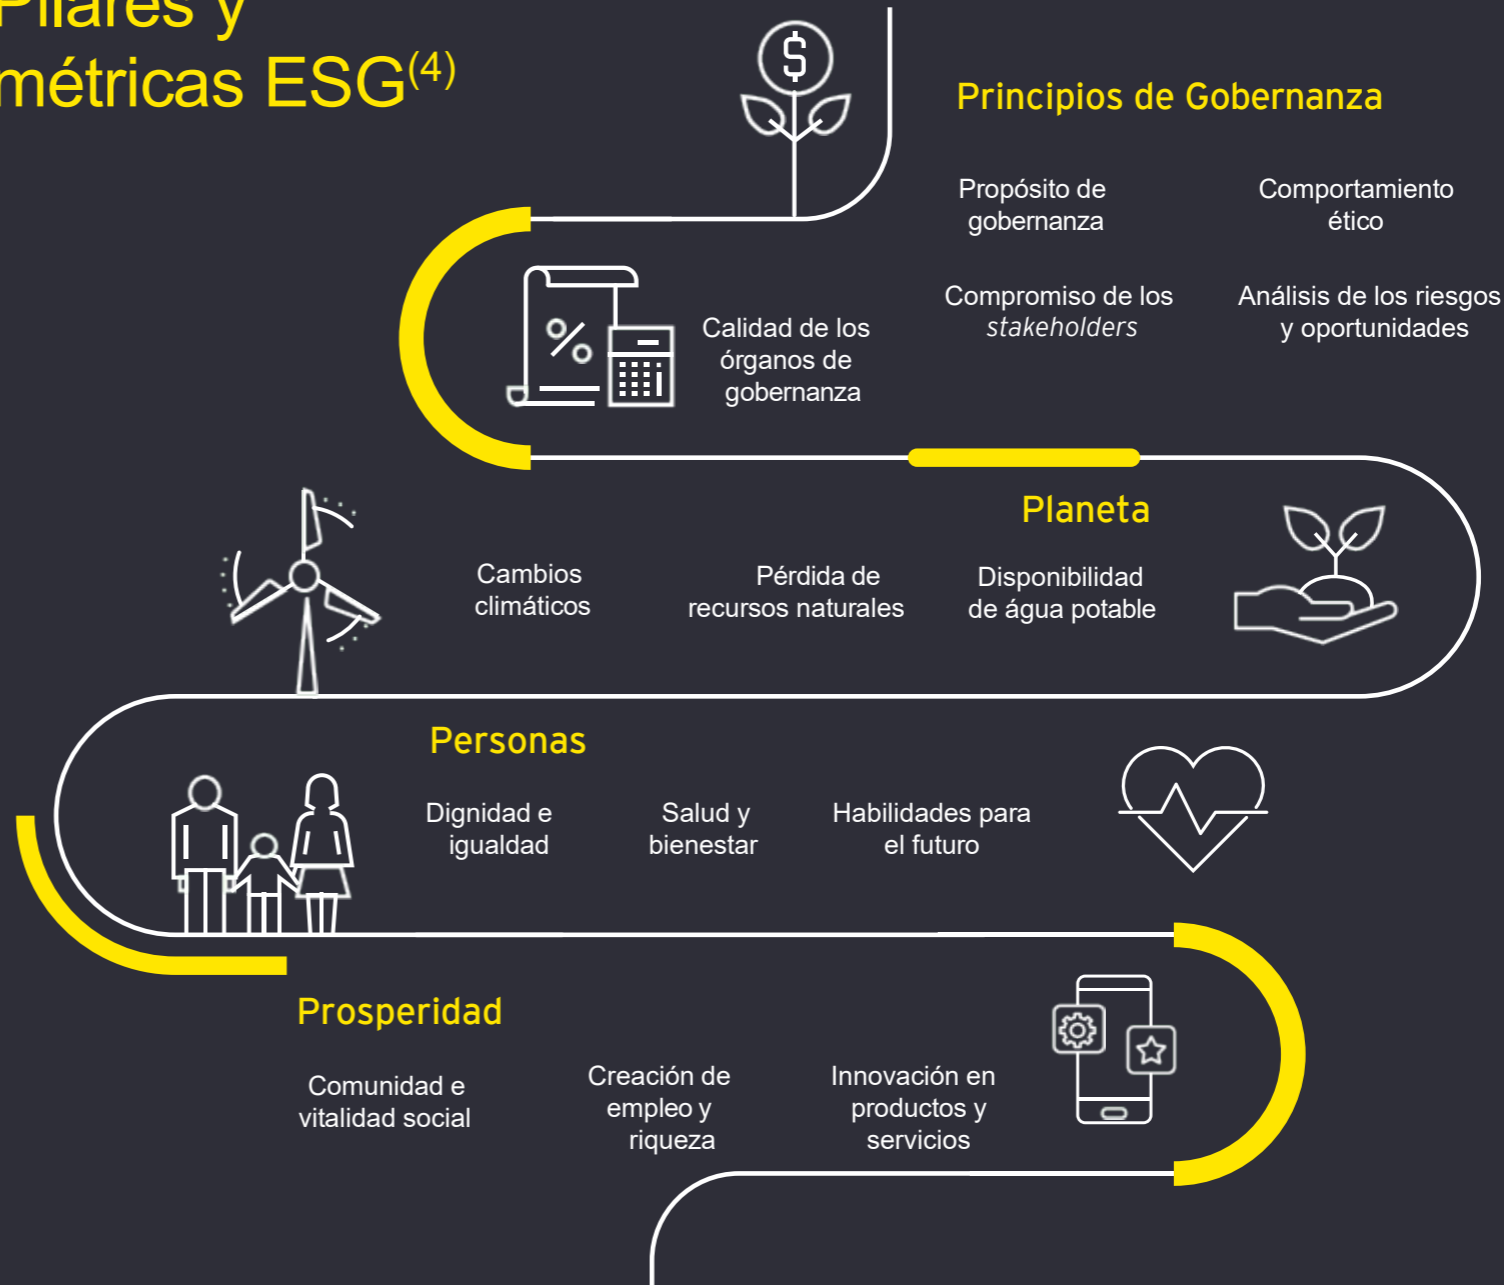 Pilares y
métricas ESG(4)
Principios de Gobernanza
Propósito de
gobernanza
Comportamiento
ético
Compromiso de los
stakeholders
Análisis de los riesgos
y oportunidades
Calidad de los
órganos de
gobernanza
Planeta
Cambios
climáticos
Pérdida de
recursos naturales
Disponibilidad
de água potable
Personas
Dignidad e
igualdad
Salud y
bienestar
Habilidades para
el futuro
Prosperidad
Comunidad e
vitalidad social
Creación de
empleo y
riqueza
Innovación en
productos y
servicios